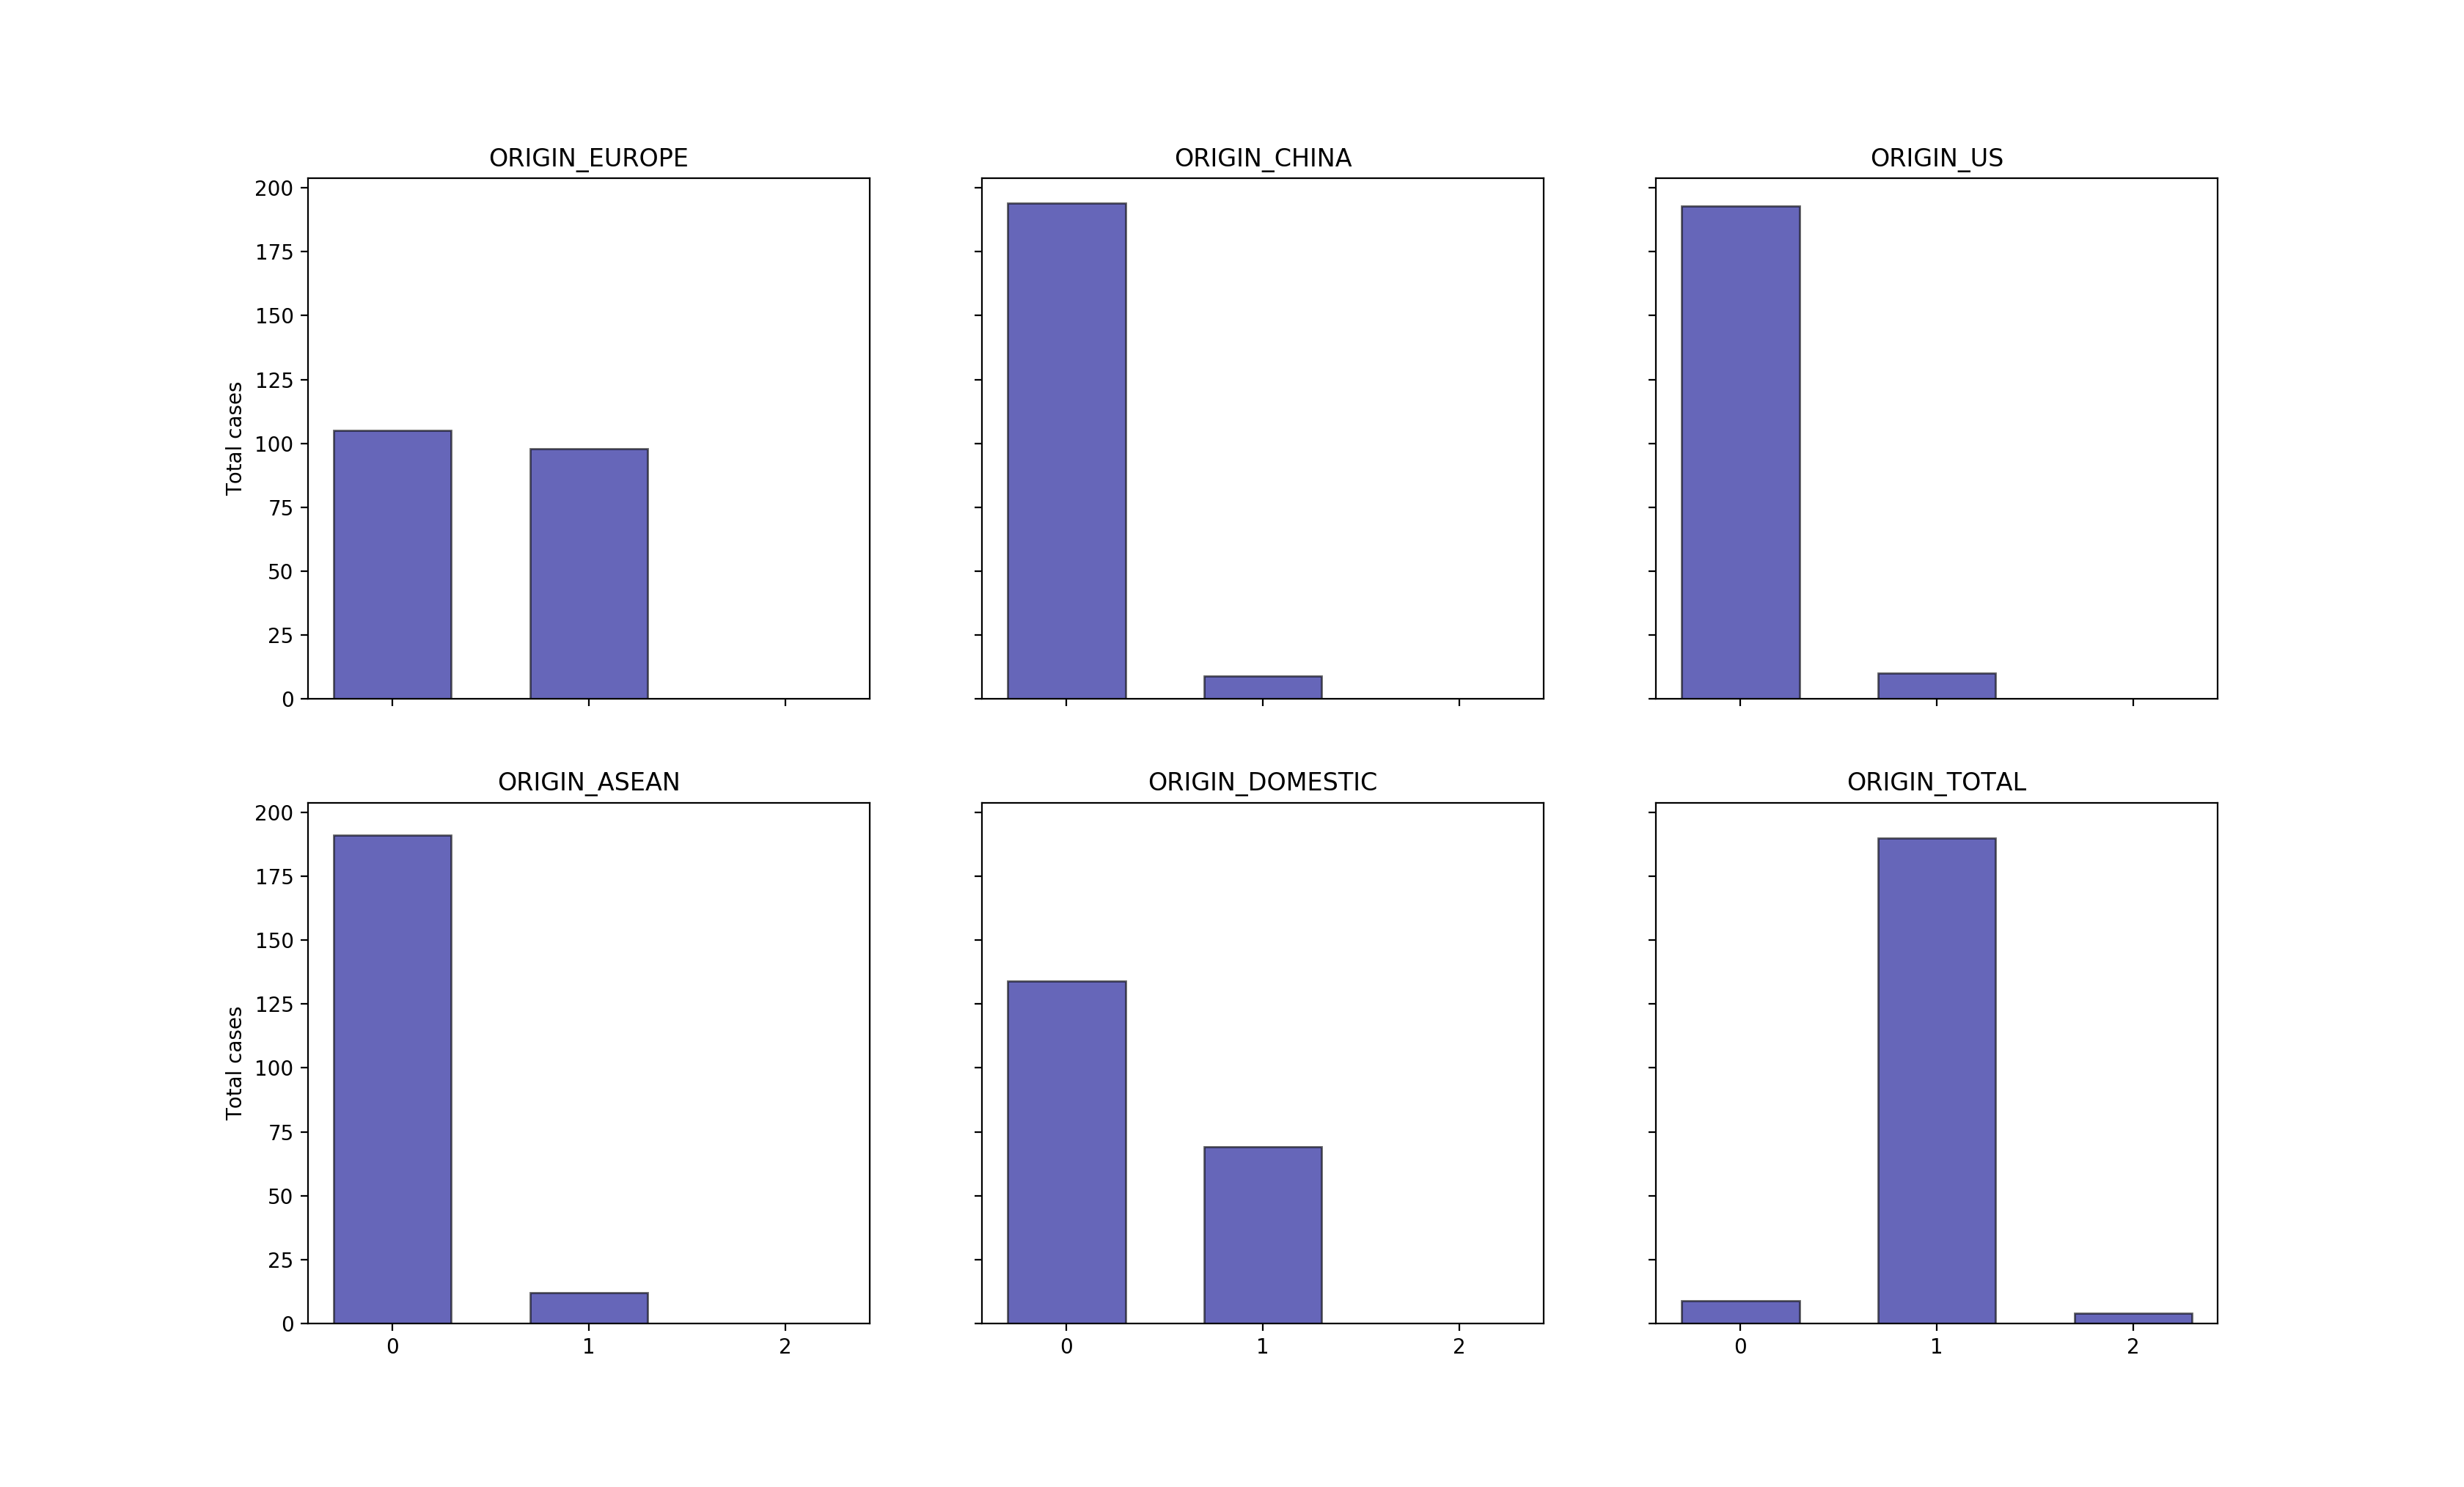 ORIGIN_EUROPE
ORIGIN_CHINA
ORIGIN_US
200
175
150
125
100
75
50
25
0
Total cases
ORIGIN_ASEAN
ORIGIN_DOMESTIC
ORIGIN_TOTAL
200
175
150
125
100
75
50
25
0
Total cases
0 1 2
0 1 2
0 1 2